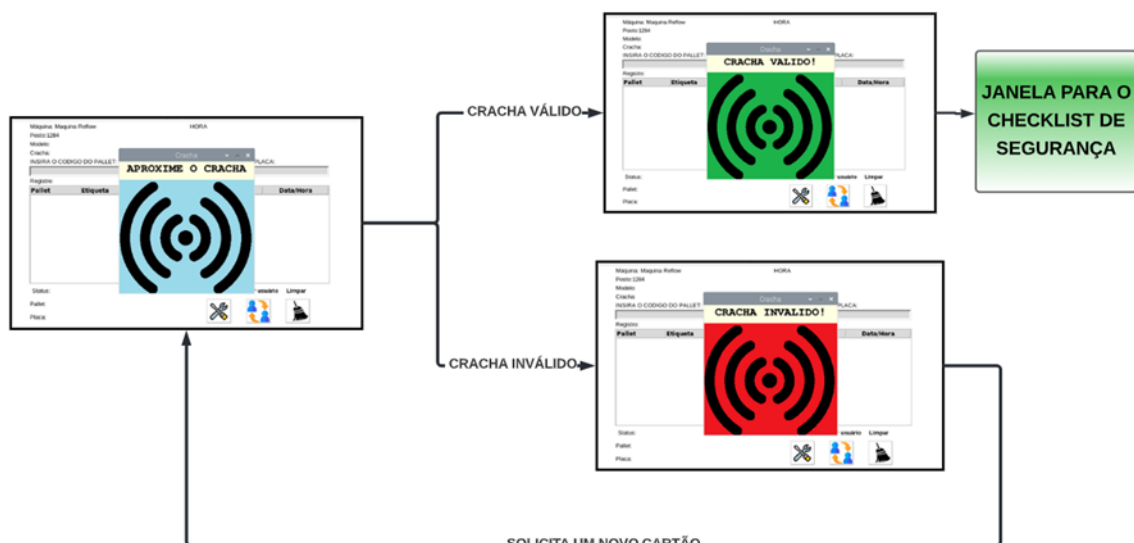 Máquina: Maquina Reflow HORA
Posto:1284
Modelo:
Cracha:
INSIRA O CODIGO DO PALLET: PLACA:
Cracha
CRACHA VALIDO!
Registro:
Pallet Etiqueta Data/Hora
Status: usuário Limpar
Pallet:
Placa:
CRACHA VÁLIDO
JANELA PARA O
CHECKLIST DE
SEGURANÇA
Máquina: Maquina Reflow HORA
Posto:1284
Modelo:
Cracha:
INSIRA O CODIGO DO PALLET: PLACA:
Cracha
APROXIME O CRACHA
Registro:
Pallet Etiqueta Data/Hora
Status: usuário Limpar
Pallet:
Placa:
Máquina: Maquina Reflow HORA
Posto:1284
Modelo:
Cracha:
INSIRA O CODIGO DO PALLET: PLACA:
Cracha
CRACHA INVALIDO!
Registro:
Pallet Etiqueta Data/Hora
Status: usuário Limpar
Pallet:
Placa:
CRACHA INVÁLIDO
SOLICITA UM NOVO CARTÃO